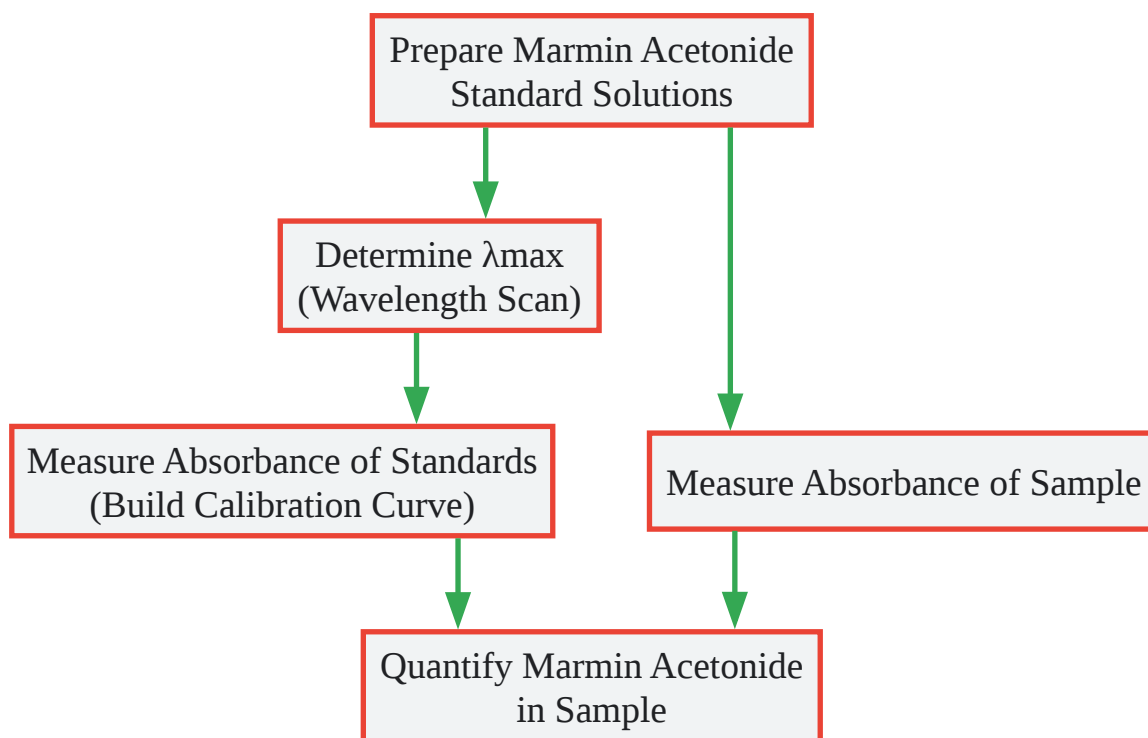 Prepare Marmin Acetonide
Standard Solutions
Determine λmax
(Wavelength Scan)
Measure Absorbance of Standards
(Build Calibration Curve)
Measure Absorbance of Sample
Quantify Marmin Acetonide
in Sample